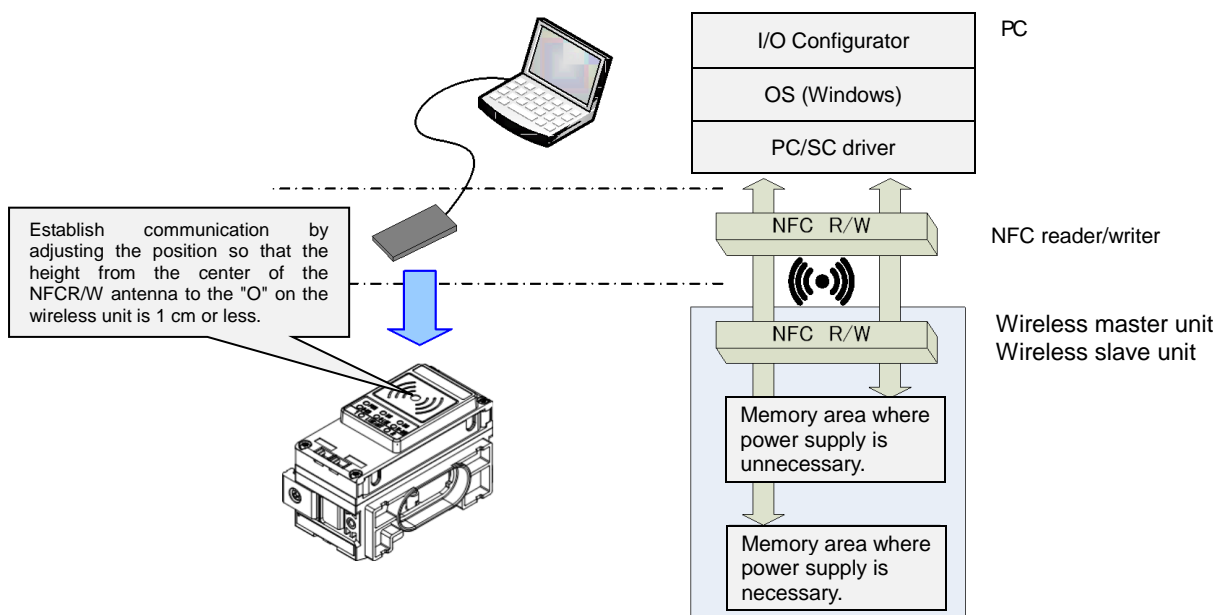 I/O Configurator
PC
OS (Windows)
PC/SC driver
Establish communication by
adjusting the position so that the
height from the center of the
NFCR/W antenna to the "O" on the
wireless unit is 1 cm or less.
NFC R/W
NFC reader/writer
NFC R/W
Wireless master unit
Wireless slave unit
Memory area where
power supply is
unnecessary.
Memory area where
power supply is
necessary.